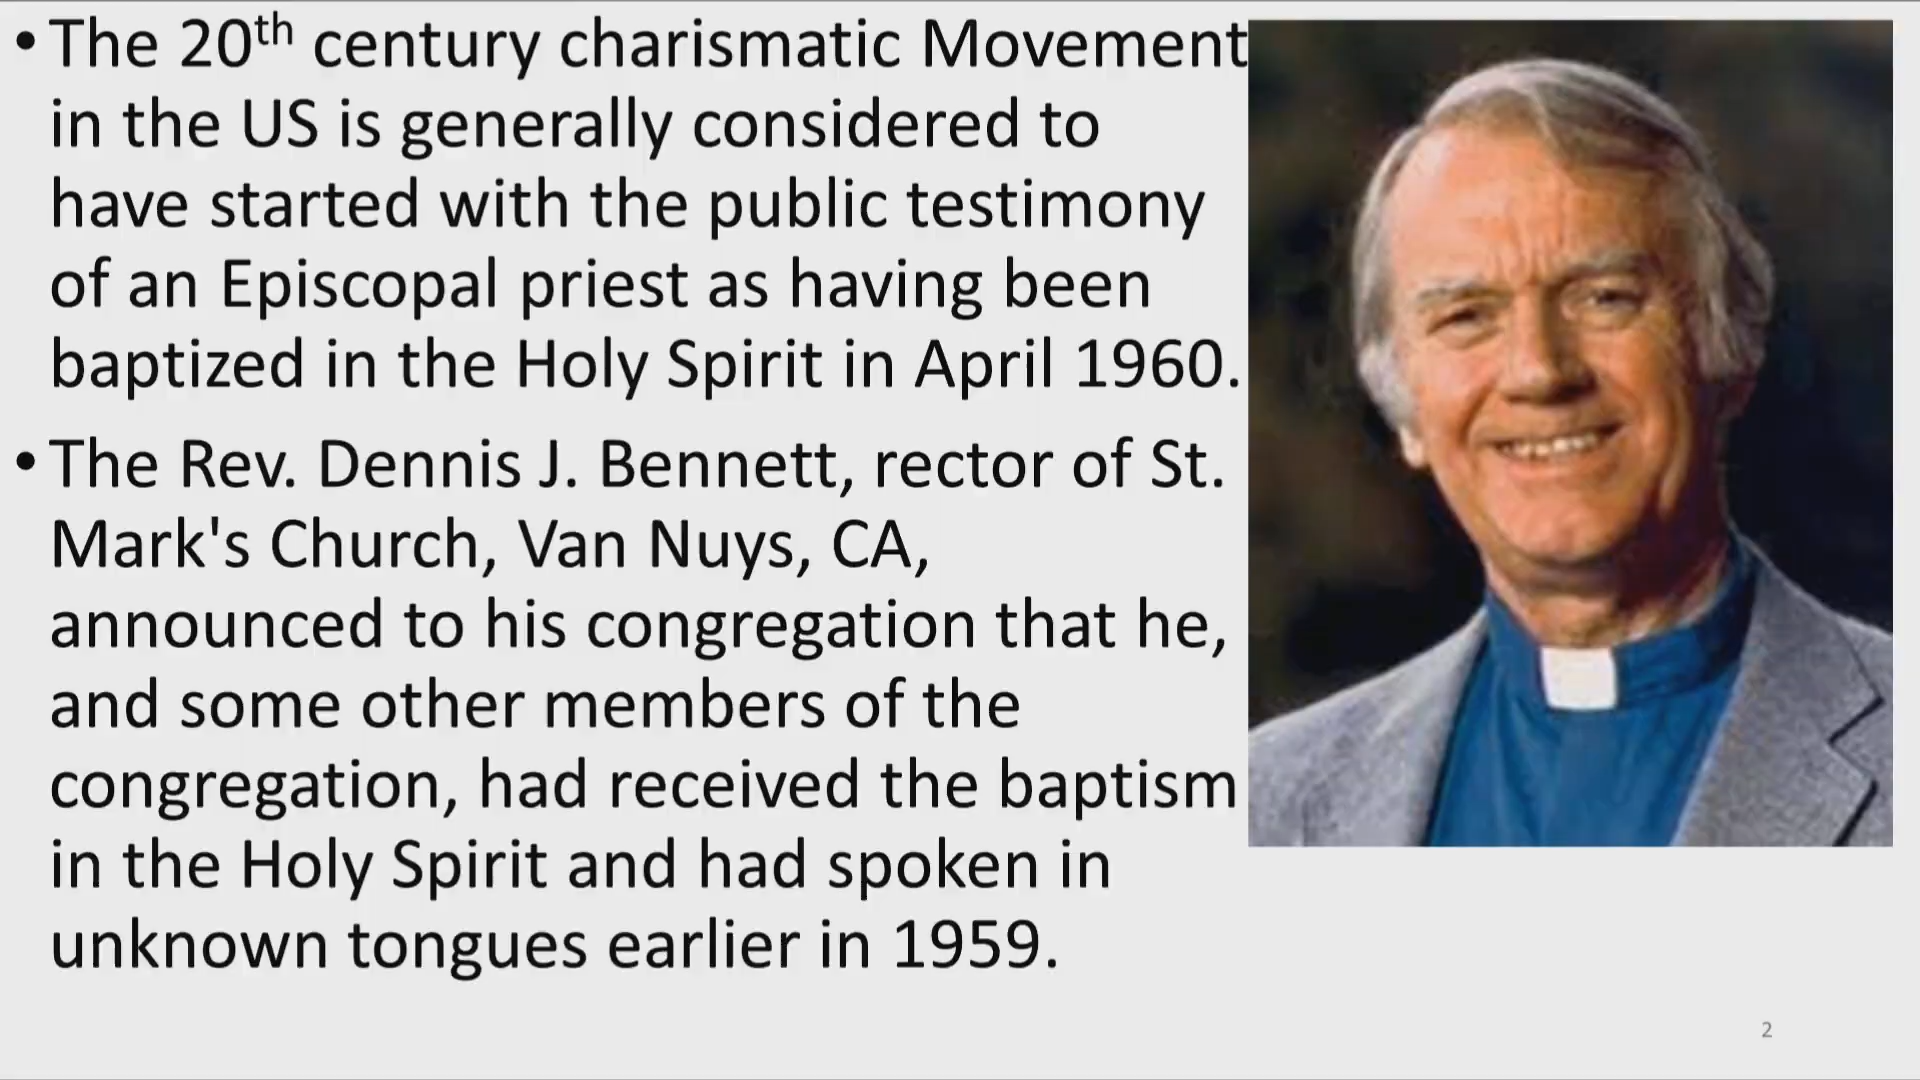 • The 20th century charismatic Movement
in the US is generally considered to
have started with the public testimony
of an Episcopal priest as having been
baptized in the Holy Spirit in April 1960.
• The Rev. Dennis J. Bennett, rector of St.
Mark's Church, Van Nuys, CA,
announced to his congregation that he,
and some other members of the
congregation, had received the baptism
in the Holy Spirit and had spoken in
unknown tongues earlier in 1959.
2